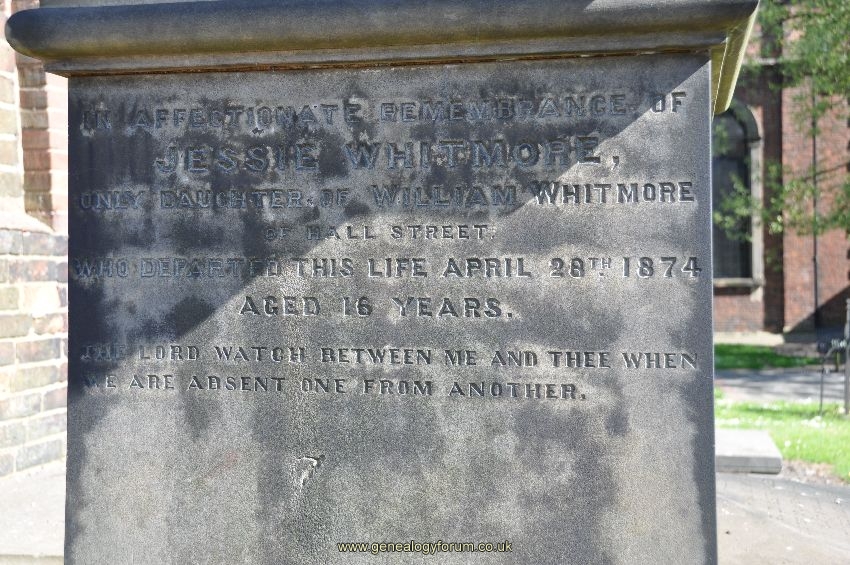 IN AFFECTIONATE REMEMBRANCE OF
JESSIE WHITMORE,
ONLY DAUGHTER OF WILLIAM WHITMORE
OF HALL STREET,
WHO DEPARTED THIS LIFE APRIL 28TH 1874
AGED 16 YEARS.
THE LORD WATCH BETWEEN ME AND THEE WHEN
WE ARE ABSENT ONE FROM ANOTHER.
www.genealogyforum.co.uk